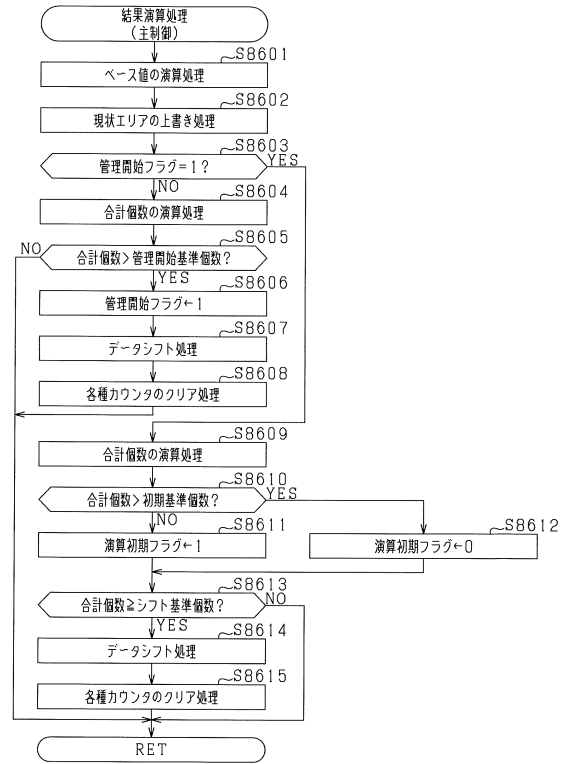 結果演算処理
(主制御)
S8601
ベース値の演算処理
S8602
現状エリアの上書き処理
S8603
管理開始フラグ=1?
YES
NO
S8604
合計個数の演算処理
S8605
NO
合計個数>管理開始基準個数?
YES
S8606
管理開始フラグ←1
S8607
データシフト処理
S8608
各種カウンタのクリア処理
S8609
合計個数の演算処理
S8610
合計個数>初期基準個数?
YES
NO
S8611
演算初期フラグ←1
S8612
演算初期フラグ←0
S8613
合計個数≧シフト基準個数?
NO
YES
S8614
データシフト処理
S8615
各種カウンタのクリア処理
RET